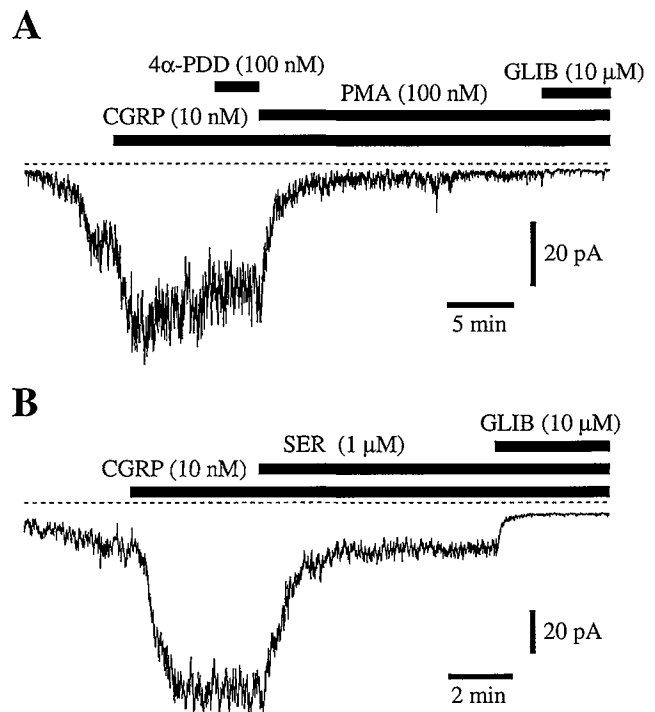 A
4α-PDD (100 nM)
GLIB (10 μM)
PMA (100 nM)
CGRP (10 nM)
20 pA
5 min
B
GLIB (10 μM)
SER (1 μM)
CGRP (10 nM)
20 pA
2 min